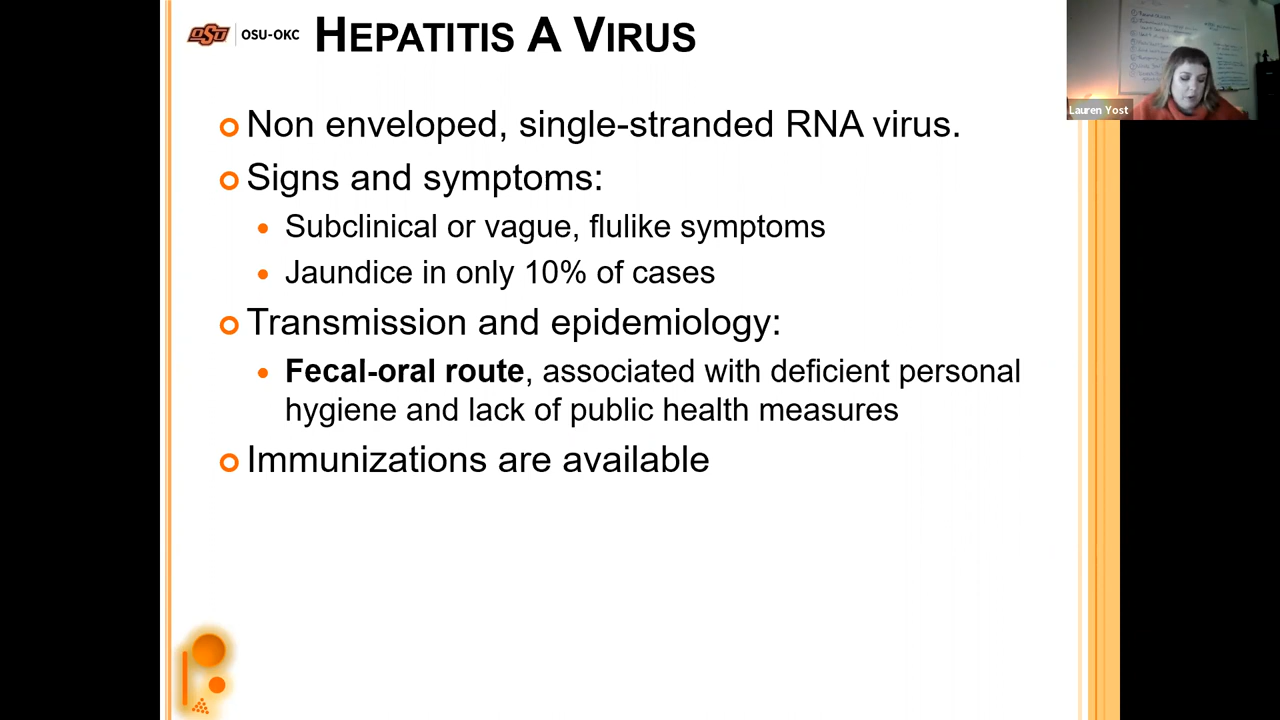 OSU
OSU-OKC
HEPATITIS A VIRUS
Lauren Yost
Non enveloped, single-stranded RNA virus.
Signs and symptoms:
Subclinical or vague, flulike symptoms
Jaundice in only 10% of cases
Transmission and epidemiology:
Fecal-oral route, associated with deficient personal
hygiene and lack of public health measures
Immunizations are available